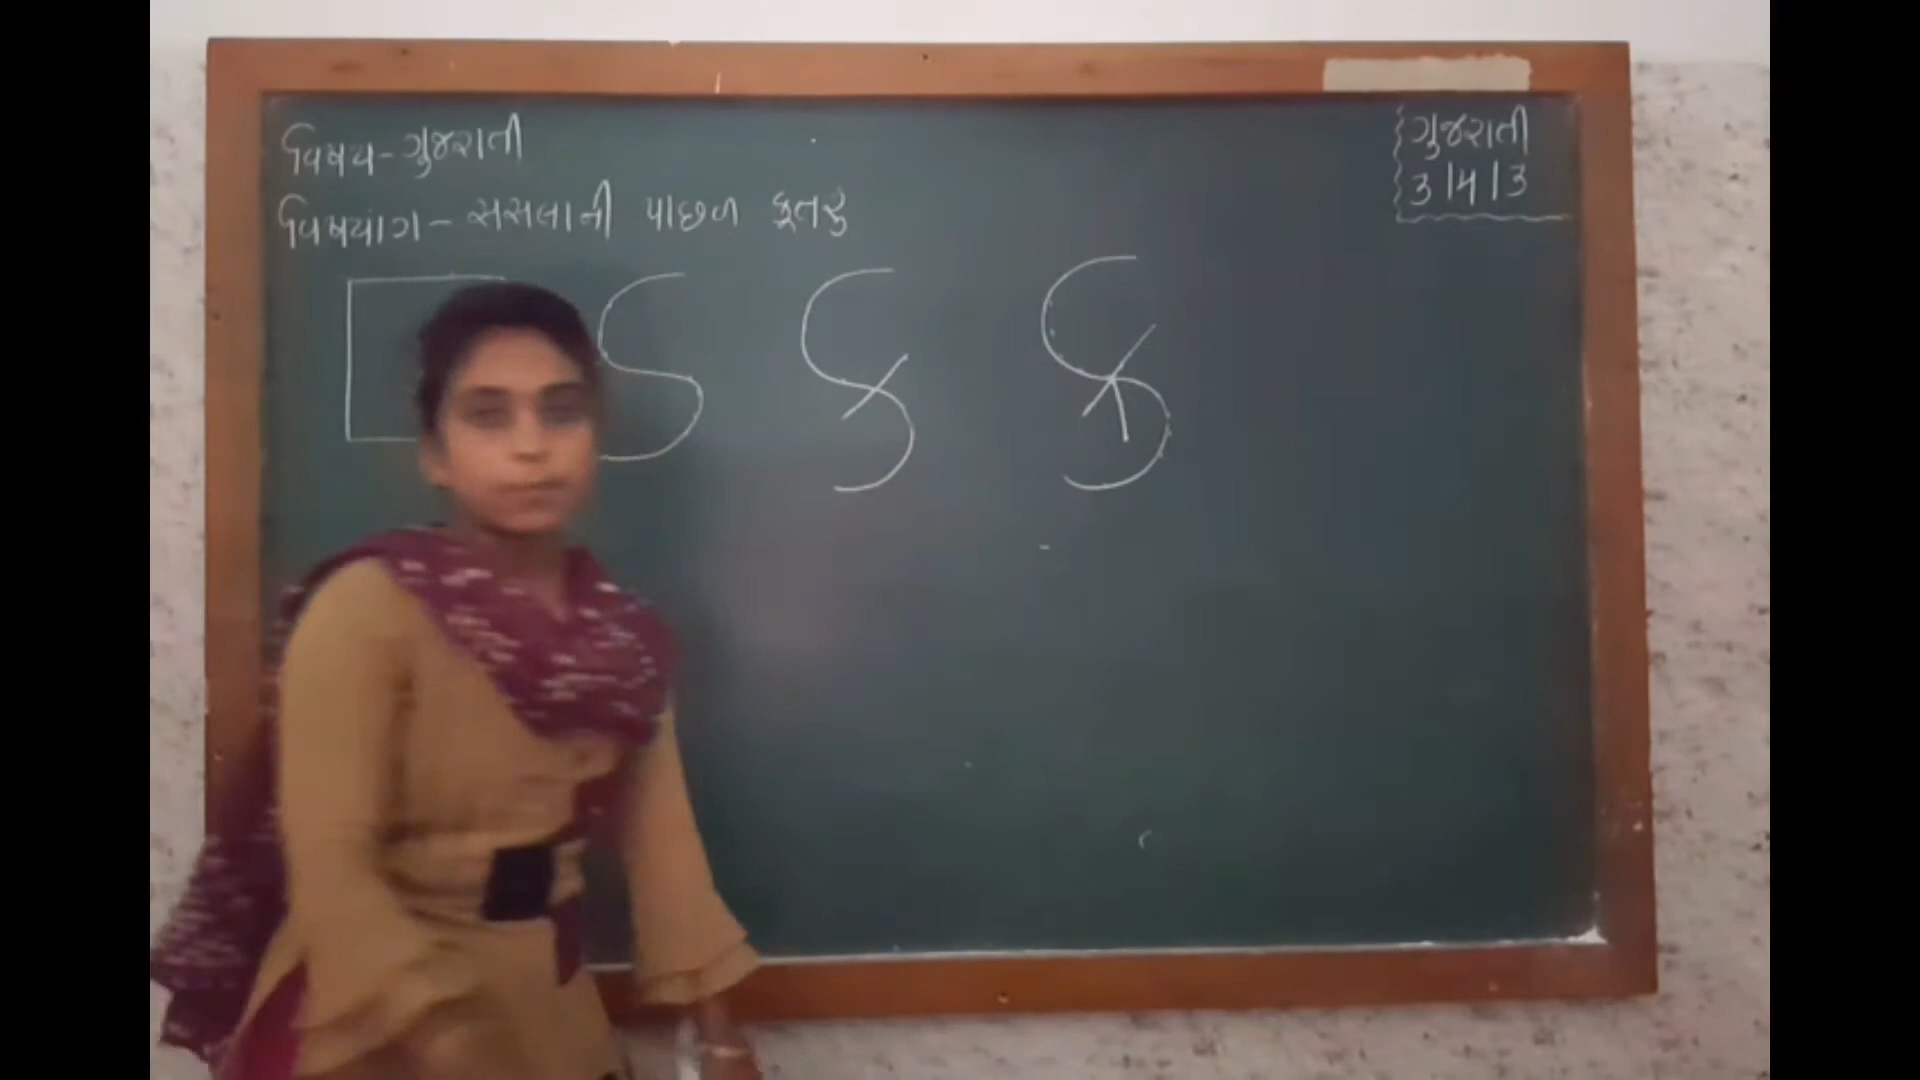 વિષય - ગુજરાતી
વિષયાંગ - સસલાની પાછળ કૂતરુ
ગુજરાતી
3/4/3
ક